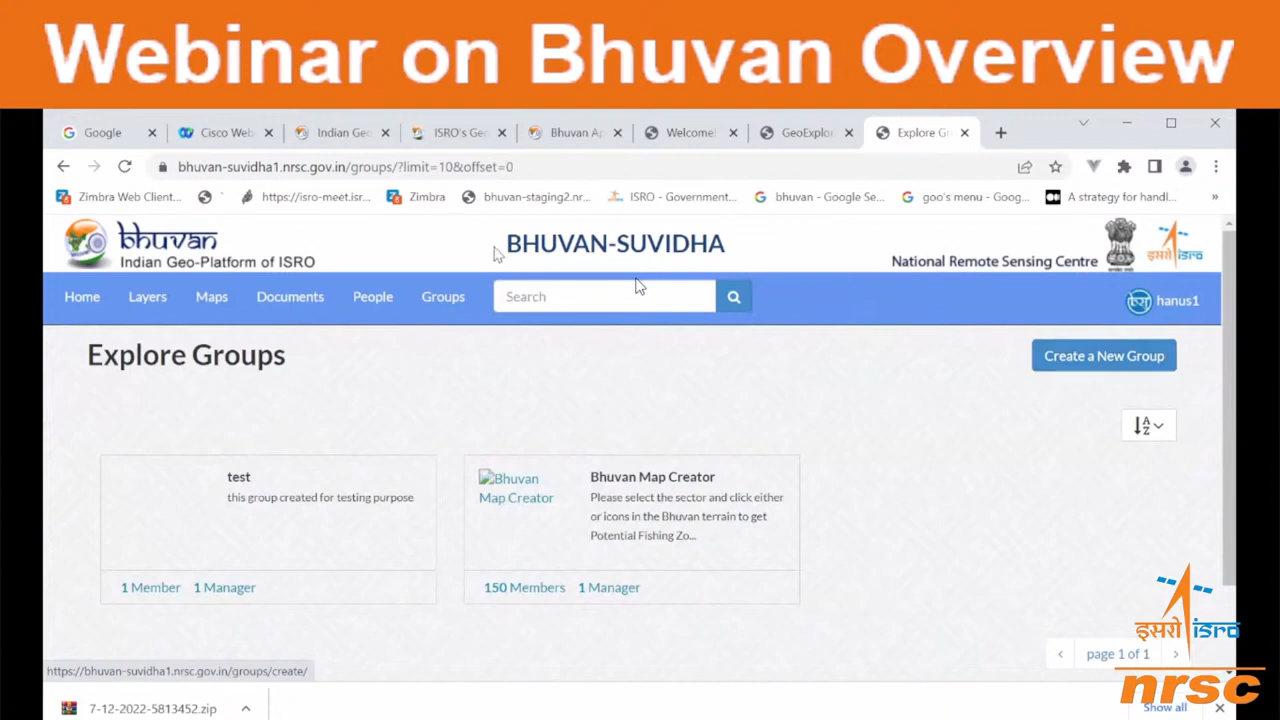 Webinar on Bhuvan Overview
Google
Cisco Web
Indian Geo
ISRO's Geo
Bhuvan Ap
Welcome!
GeoExplor
Explore Gr
bhuvan-suvidha1.nrsc.gov.in/groups/?limit=10&offset=0
Zimbra Web Client...
https://isro-meet.isr...
Zimbra
bhuvan-staging2.nr...
ISRO - Government...
bhuvan - Google Se...
goo's menu - Goog...
A strategy for handl...
»
bhuvan
Indian Geo-Platform of ISRO
BHUVAN-SUVIDHA
National Remote Sensing Centre
इसरो isro
Home Layers Maps Documents People Groups
Search
hanus1
Explore Groups
Create a New Group
A
Z
test
this group created for testing purpose
1 Member 1 Manager
Bhuvan
Map Creator
Bhuvan Map Creator
Please select the sector and click either
or icons in the Bhuvan terrain to get
Potential Fishing Zo...
150 Members 1 Manager
page 1 of 1
https://bhuvan-suvidha1.nrsc.gov.in/groups/create/
7-12-2022-5813452.zip
Show all
इसरो isro
nrsc